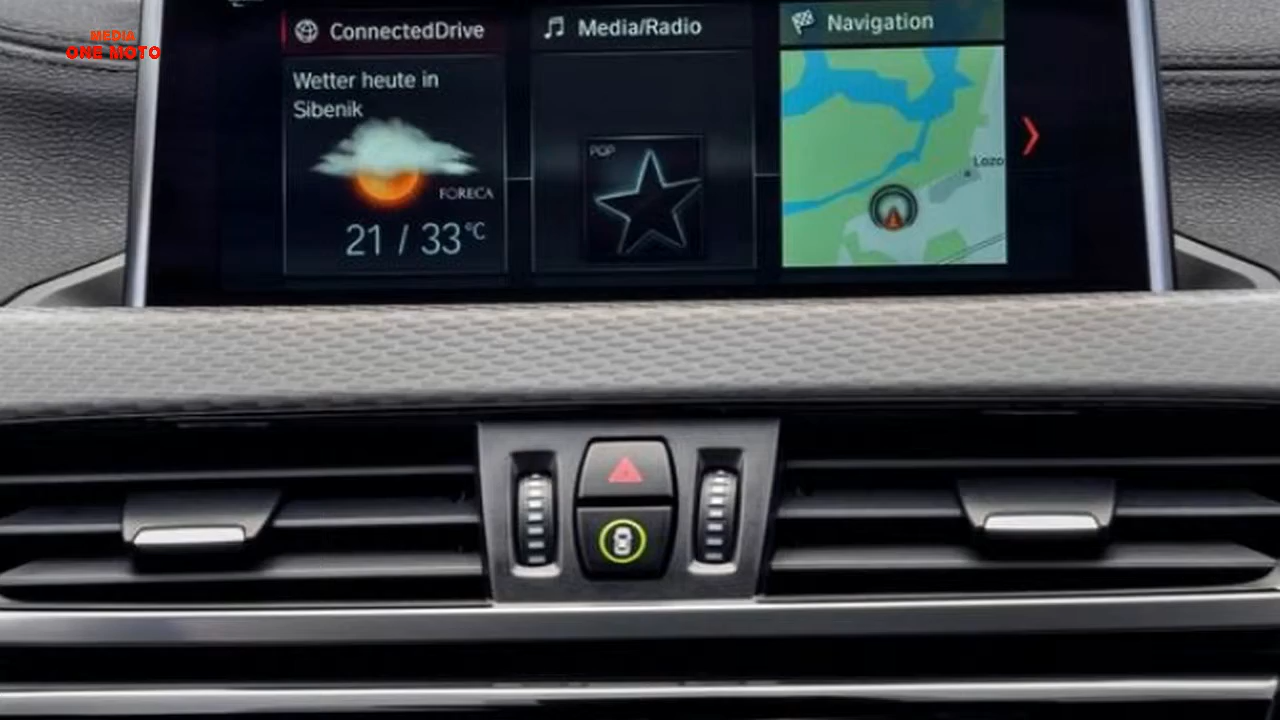 MEDIA
ONE MOTO
ConnectedDrive
Media/Radio
Navigation
Wetter heute in
Sibenik
FORECA
21 / 33°C
POP
Lozo